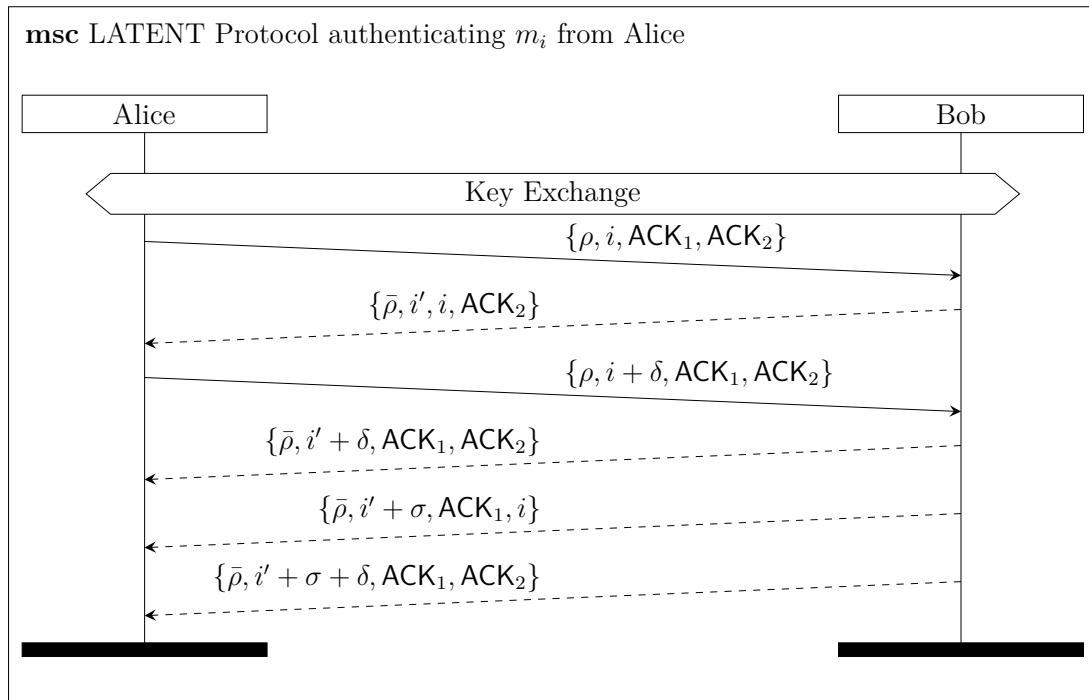 msc LATENT Protocol authenticating mᵢ from Alice
Alice
Bob
Key Exchange
{ρ, i, ACK₁, ACK₂}
{ρ̄, i′, i, ACK₂}
{ρ, i + δ, ACK₁, ACK₂}
{ρ̄, i′ + δ, ACK₁, ACK₂}
{ρ̄, i′ + σ, ACK₁, i}
{ρ̄, i′ + σ + δ, ACK₁, ACK₂}